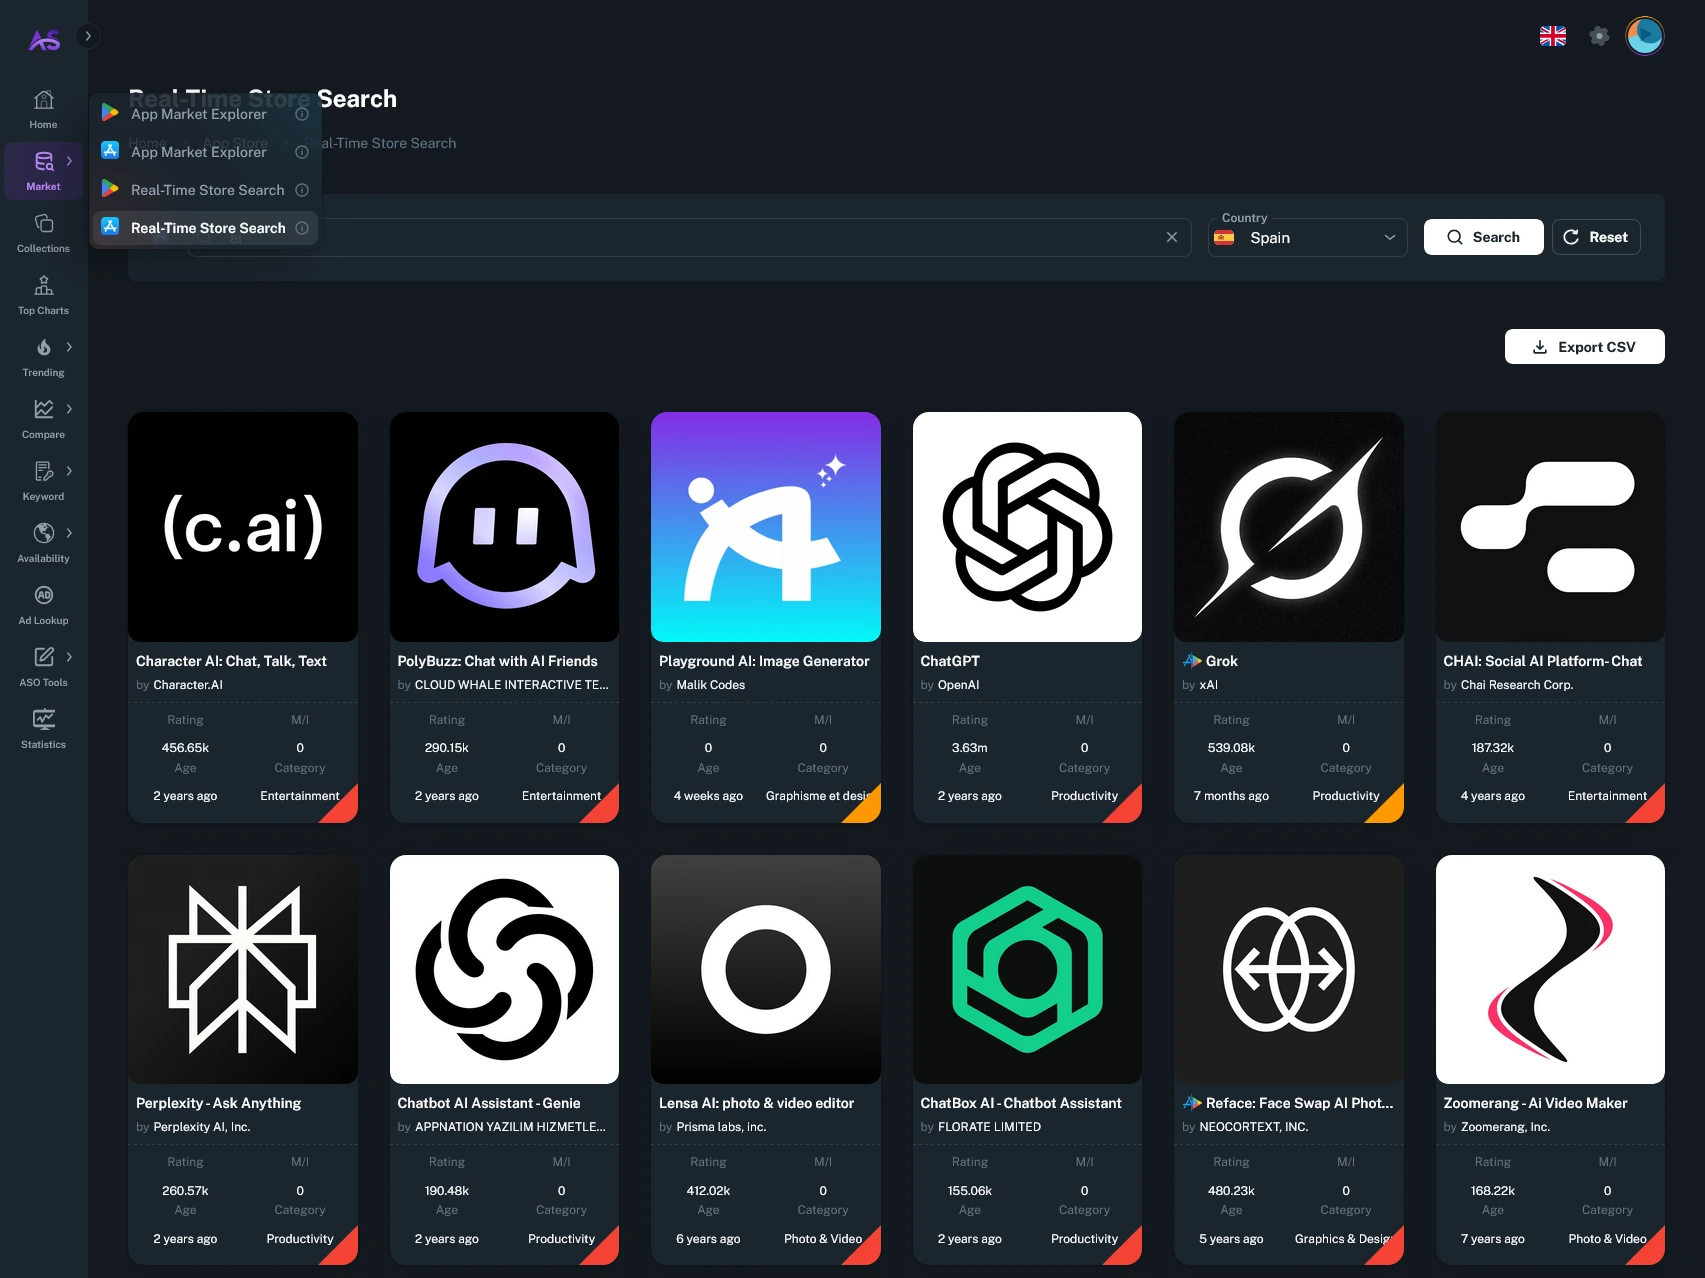 AS
Home
Market
Collections
Top Charts
Trending
Compare
Keyword
Availability
AD
Ad Lookup
ASO Tools
Statistics
Real-Time Store Search
Home
App Store
Real-Time Store Search
App Market Explorer
App Market Explorer
Real-Time Store Search
Real-Time Store Search
ai
Country
Spain
Search
Reset
Export CSV
(c.ai)
Character AI: Chat, Talk, Text
by Character.AI
Rating M/I
456.65k 0
Age Category
2 years ago Entertainment
PolyBuzz: Chat with AI Friends
by CLOUD WHALE INTERACTIVE TE...
Rating M/I
290.15k 0
Age Category
2 years ago Entertainment
Playground AI: Image Generator
by Malik Codes
Rating M/I
0 0
Age Category
4 weeks ago Graphisme et desi
ChatGPT
by OpenAI
Rating M/I
3.63m 0
Age Category
2 years ago Productivity
Grok
by xAI
Rating M/I
539.08k 0
Age Category
7 months ago Productivity
CHAI: Social AI Platform- Chat
by Chai Research Corp.
Rating M/I
187.32k 0
Age Category
4 years ago Entertainment
Perplexity - Ask Anything
by Perplexity AI, Inc.
Rating M/I
260.57k 0
Age Category
2 years ago Productivity
Chatbot AI Assistant - Genie
by APPNATION YAZILIM HIZMETLE...
Rating M/I
190.48k 0
Age Category
2 years ago Productivity
Lensa AI: photo & video editor
by Prisma labs, inc.
Rating M/I
412.02k 0
Age Category
6 years ago Photo & Video
ChatBox AI - Chatbot Assistant
by FLORATE LIMITED
Rating M/I
155.06k 0
Age Category
2 years ago Productivity
Reface: Face Swap AI Phot...
by NEOCORTEXT, INC.
Rating M/I
480.23k 0
Age Category
5 years ago Graphics & Desig
Zoomerang - Ai Video Maker
by Zoomerang, Inc.
Rating M/I
168.22k 0
Age Category
7 years ago Photo & Video